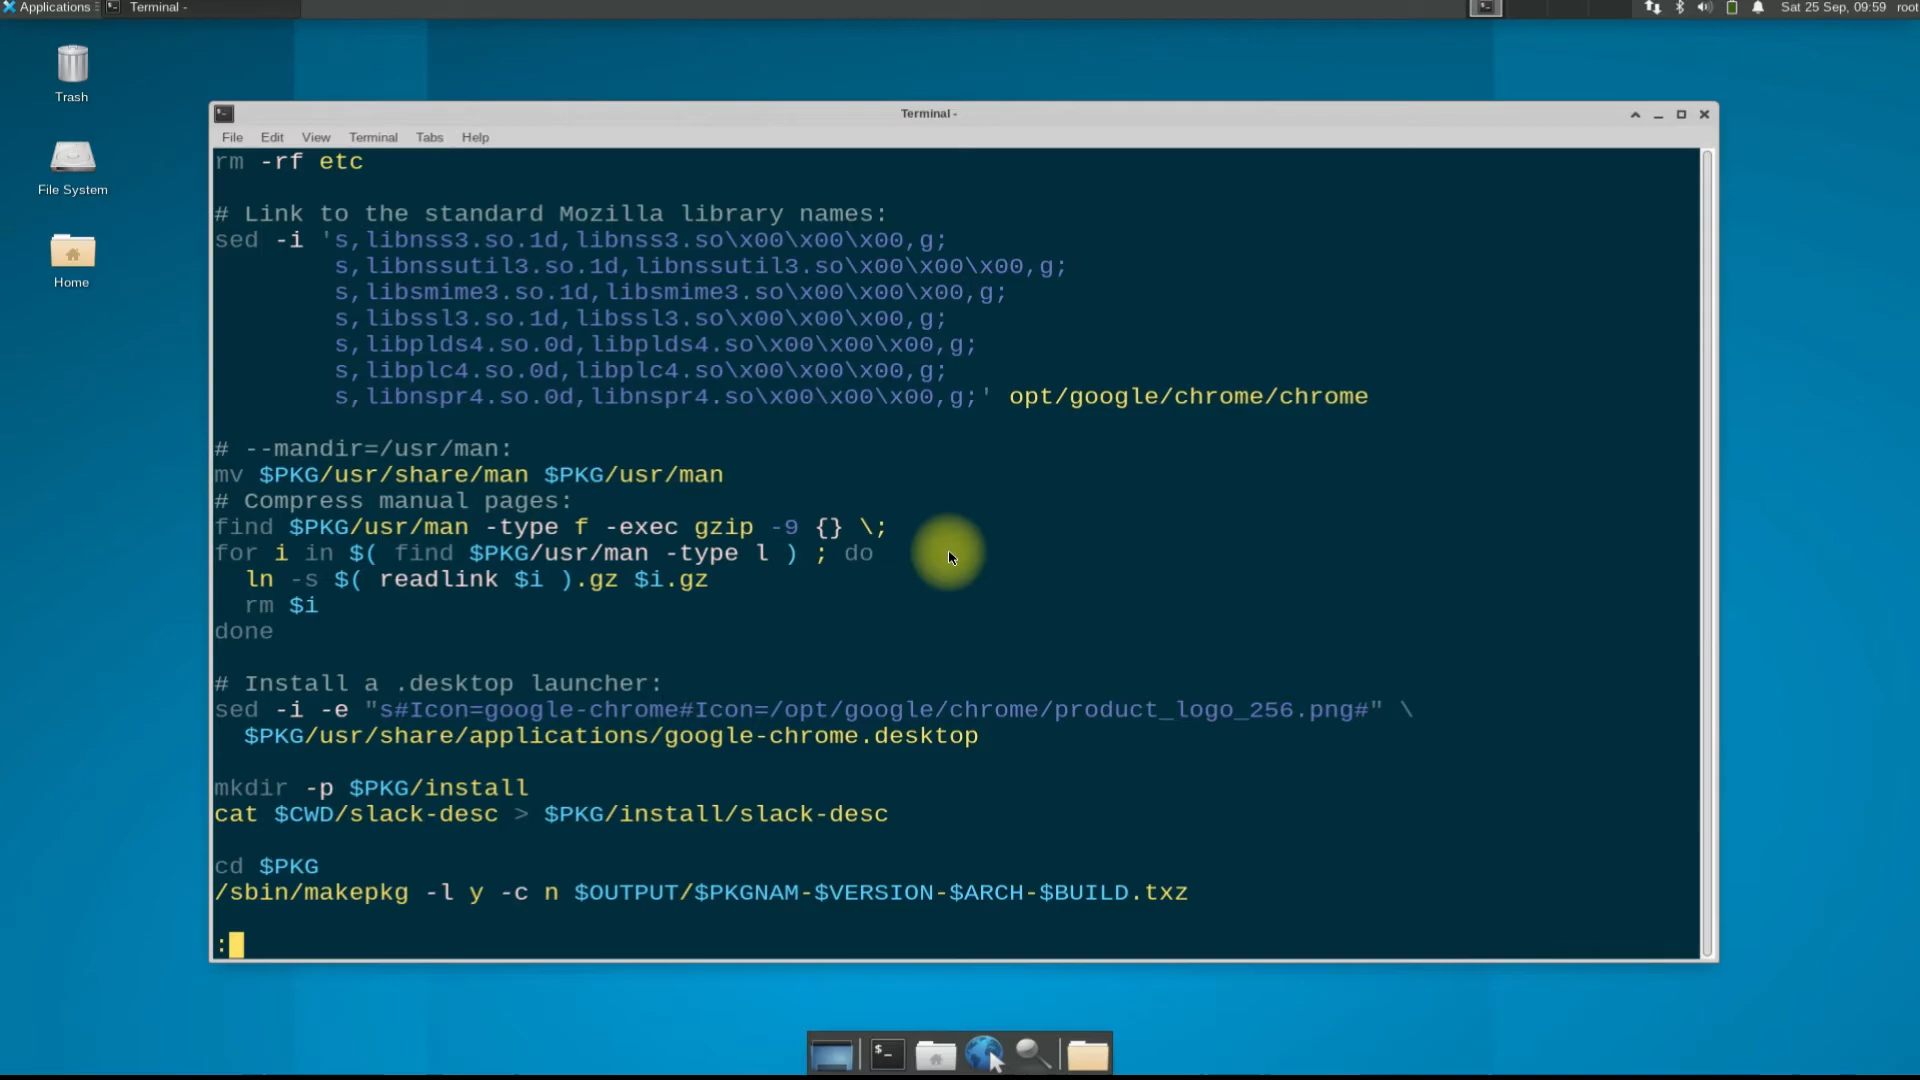 Applications
Terminal -
Sat 25 Sep, 09:59
root
Trash
File System
Home
Terminal -
File Edit View Terminal Tabs Help
rm -rf etc
# Link to the standard Mozilla library names:
sed -i 's,libnss3.so.1d,libnss3.so\x00\x00\x00,g;
s,libnssutil3.so.1d,libnssutil3.so\x00\x00\x00,g;
s,libsmime3.so.1d,libsmime3.so\x00\x00\x00,g;
s,libssl3.so.1d,libssl3.so\x00\x00\x00,g;
s,libplds4.so.0d,libplds4.so\x00\x00\x00,g;
s,libplc4.so.0d,libplc4.so\x00\x00\x00,g;
s,libnspr4.so.0d,libnspr4.so\x00\x00\x00,g;' opt/google/chrome/chrome
# --mandir=/usr/man:
mv $PKG/usr/share/man $PKG/usr/man
# Compress manual pages:
find $PKG/usr/man -type f -exec gzip -9 {} \;
for i in $( find $PKG/usr/man -type l ) ; do
ln -s $( readlink $i ).gz $i.gz
rm $i
done
# Install a .desktop launcher:
sed -i -e "s#Icon=google-chrome#Icon=/opt/google/chrome/product_logo_256.png#" \
$PKG/usr/share/applications/google-chrome.desktop
mkdir -p $PKG/install
cat $CWD/slack-desc > $PKG/install/slack-desc
cd $PKG
/sbin/makepkg -l y -c n $OUTPUT/$PKGNAM-$VERSION-$ARCH-$BUILD.txz
: